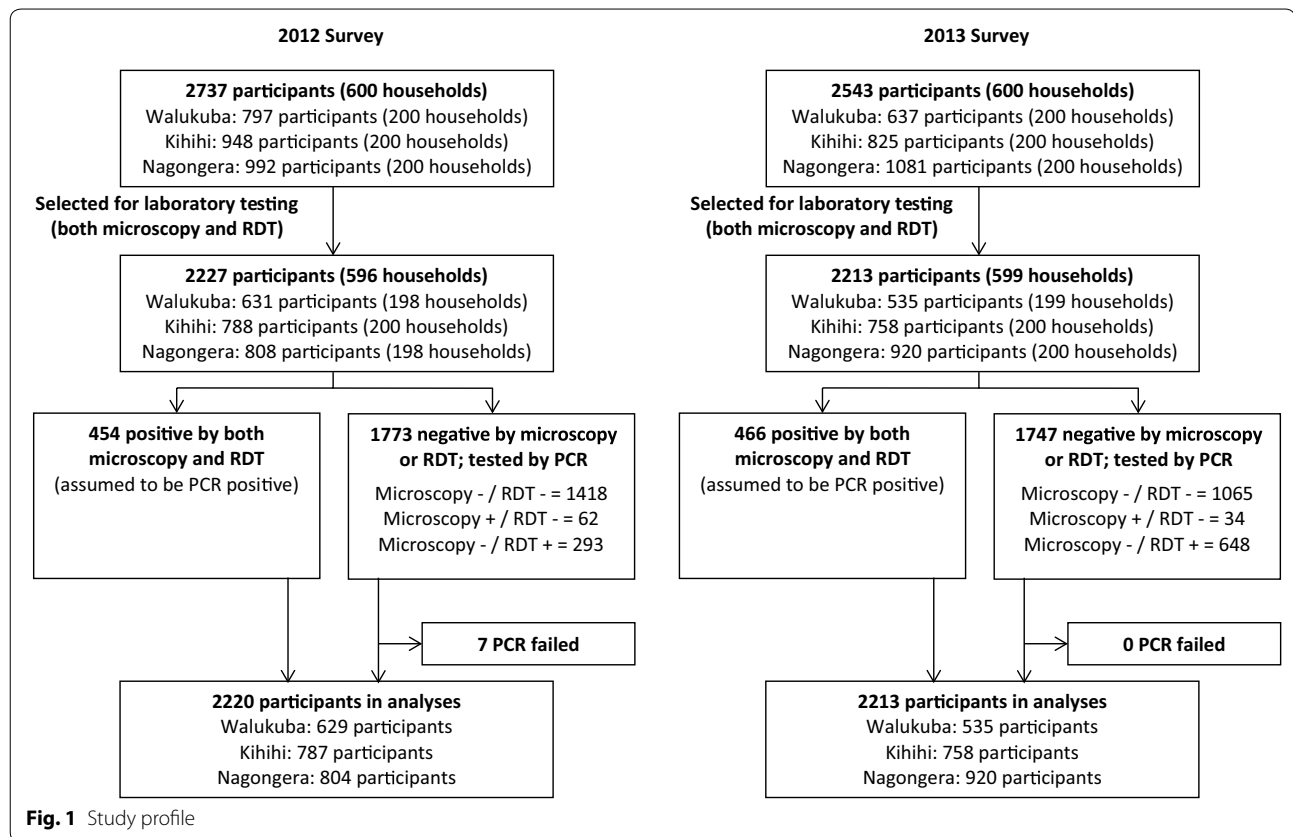 2012 Survey
2737 participants (600 households)
Walukuba: 797 participants (200 households)
Kihihi: 948 participants (200 households)
Nagongera: 992 participants (200 households)
Selected for laboratory testing
(both microscopy and RDT)
2227 participants (596 households)
Walukuba: 631 participants (198 households)
Kihihi: 788 participants (200 households)
Nagongera: 808 participants (198 households)
454 positive by both
microscopy and RDT
(assumed to be PCR positive)
1773 negative by microscopy
or RDT; tested by PCR
Microscopy - / RDT - = 1418
Microscopy + / RDT - = 62
Microscopy - / RDT + = 293
7 PCR failed
2220 participants in analyses
Walukuba: 629 participants
Kihihi: 787 participants
Nagongera: 804 participants
2013 Survey
2543 participants (600 households)
Walukuba: 637 participants (200 households)
Kihihi: 825 participants (200 households)
Nagongera: 1081 participants (200 households)
Selected for laboratory testing
(both microscopy and RDT)
2213 participants (599 households)
Walukuba: 535 participants (199 households)
Kihihi: 758 participants (200 households)
Nagongera: 920 participants (200 households)
466 positive by both
microscopy and RDT
(assumed to be PCR positive)
1747 negative by microscopy
or RDT; tested by PCR
Microscopy - / RDT - = 1065
Microscopy + / RDT - = 34
Microscopy - / RDT + = 648
0 PCR failed
2213 participants in analyses
Walukuba: 535 participants
Kihihi: 758 participants
Nagongera: 920 participants
Fig. 1 Study profile